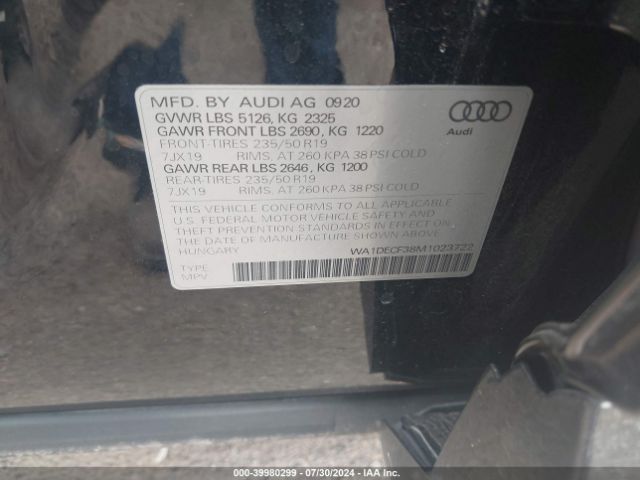 MFD. BY AUDI AG 0920
GVWR LBS 5126, KG 2325
GAWR FRONT LBS 2690, KG 1220
FRONT-TIRES 235/50 R19
7JX19 RIMS. AT 260 KPA 38 PSI COLD
GAWR REAR LBS 2646, KG 1200
REAR-TIRES 235/50 R19
7JX19 RIMS. AT 260 KPA 38 PSI COLD
Audi
THIS VEHICLE CONFORMS TO ALL APPLICABLE
U.S. FEDERAL MOTOR VEHICLE SAFETY AND
THEFT PREVENTION STANDARDS IN EFFECT ON
THE DATE OF MANUFACTURE SHOWN ABOVE.
HUNGARY WA1DECF38M1023722
TYPE:
MPV
000-39980299 - 07/30/2024 - IAA Inc.